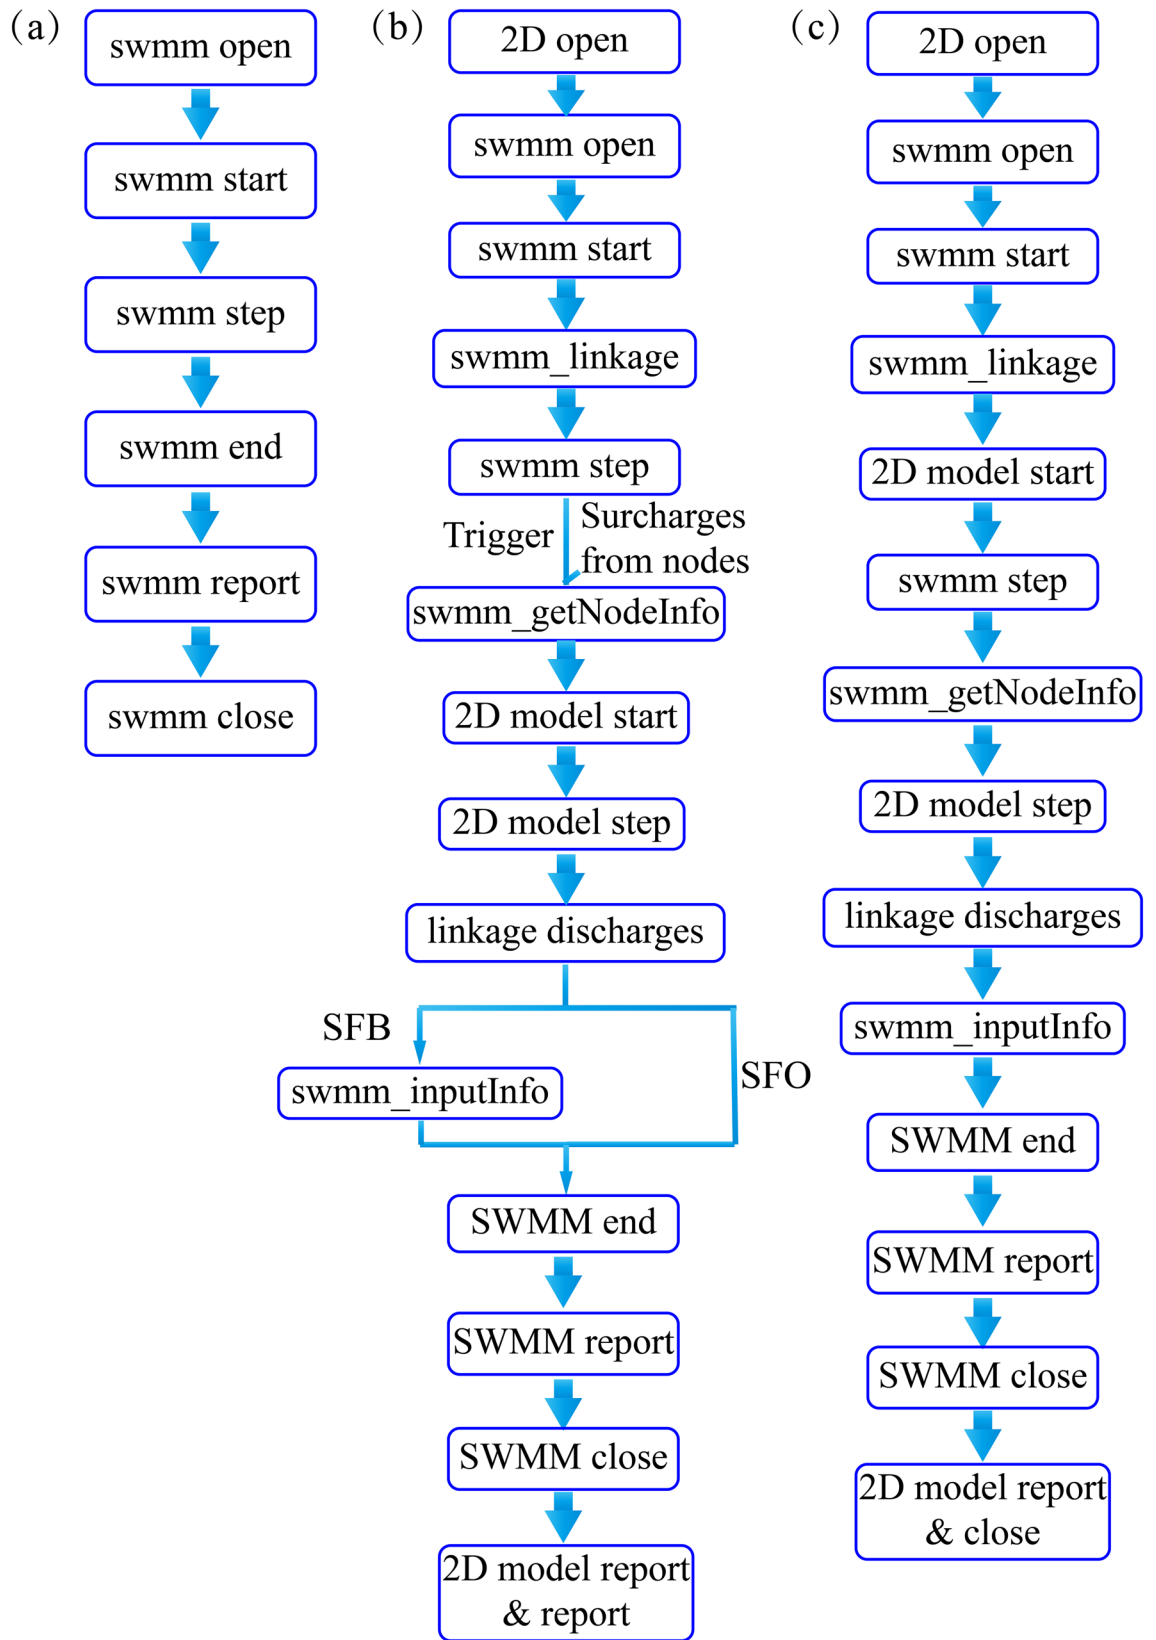 (a)
swmm open
swmm start
swmm step
swmm end
swmm report
swmm close
(b)
2D open
swmm open
swmm start
swmm_linkage
swmm step
Trigger
Surcharges
from nodes
swmm_getNodeInfo
2D model start
2D model step
linkage discharges
SFB
swmm_inputInfo
SFO
SWMM end
SWMM report
SWMM close
2D model report
& report
(c)
2D open
swmm open
swmm start
swmm_linkage
2D model start
swmm step
swmm_getNodeInfo
2D model step
linkage discharges
swmm_inputInfo
SWMM end
SWMM report
SWMM close
2D model report
& close